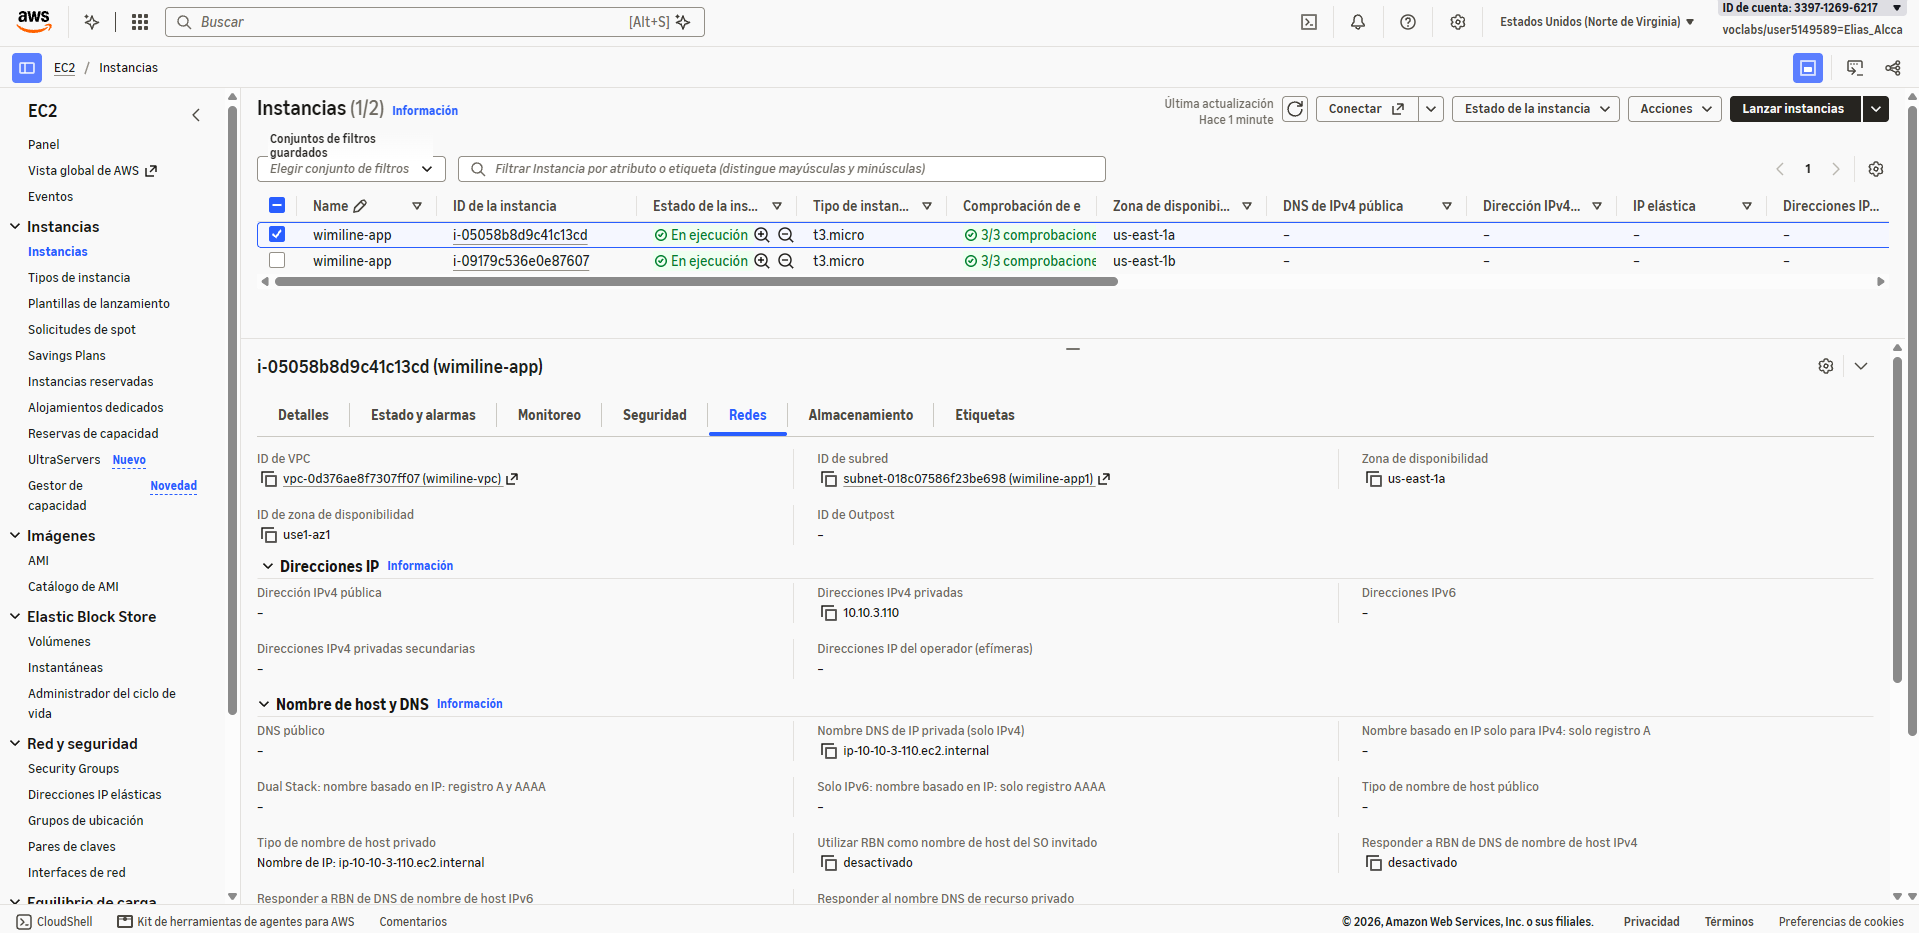 aws
Buscar
[Alt+S]
Estados Unidos (Norte de Virginia)
ID de cuenta: 3397-1269-6217
voclabs/user5149589=Elias_Alcca
EC2 / Instancias
EC2
Panel
Vista global de AWS
Eventos
Instancias
Instancias
Tipos de instancia
Plantillas de lanzamiento
Solicitudes de spot
Savings Plans
Instancias reservadas
Alojamientos dedicados
Reservas de capacidad
UltraServers Nuevo
Gestor de capacidad Novedad
Imágenes
AMI
Catálogo de AMI
Elastic Block Store
Volúmenes
Instantáneas
Administrador del ciclo de vida
Red y seguridad
Security Groups
Direcciones IP elásticas
Grupos de ubicación
Pares de claves
Interfaces de red
Equilibrio de carga
Instancias (1/2) Información
Última actualización
Hace 1 minute
Conectar
Estado de la instancia
Acciones
Lanzar instancias
Conjuntos de filtros guardados
Elegir conjunto de filtros
Filtrar Instancia por atributo o etiqueta (distingue mayúsculas y minúsculas)
1
Name ID de la instancia Estado de la ins... Tipo de instan... Comprobación de e Zona de disponibi... DNS de IPv4 pública Dirección IPv4... IP elástica Direcciones IP...
wimiline-app i-05058b8d9c41c13cd En ejecución t3.micro 3/3 comprobacione us-east-1a – – – –
wimiline-app i-09179c536e0e87607 En ejecución t3.micro 3/3 comprobacione us-east-1b – – – –
i-05058b8d9c41c13cd (wimiline-app)
Detalles Estado y alarmas Monitoreo Seguridad Redes Almacenamiento Etiquetas
ID de VPC
vpc-0d376ae8f7307ff07 (wimiline-vpc)
ID de subred
subnet-018c07586f23be698 (wimiline-app1)
Zona de disponibilidad
us-east-1a
ID de zona de disponibilidad
use1-az1
ID de Outpost
–
Direcciones IP Información
Dirección IPv4 pública
–
Direcciones IPv4 privadas
10.10.3.110
Direcciones IPv6
–
Direcciones IPv4 privadas secundarias
–
Direcciones IP del operador (efímeras)
–
Nombre de host y DNS Información
DNS público
–
Nombre DNS de IP privada (solo IPv4)
ip-10-10-3-110.ec2.internal
Nombre basado en IP solo para IPv4: solo registro A
–
Dual Stack: nombre basado en IP: registro A y AAAA
–
Solo IPv6: nombre basado en IP: solo registro AAAA
–
Tipo de nombre de host público
–
Tipo de nombre de host privado
Nombre de IP: ip-10-10-3-110.ec2.internal
Utilizar RBN como nombre de host del SO invitado
desactivado
Responder a RBN de DNS de nombre de host IPv4
desactivado
Responder a RBN de DNS de nombre de host IPv6
Responder al nombre DNS de recurso privado
CloudShell
Kit de herramientas de agentes para AWS
Comentarios
© 2026, Amazon Web Services, Inc. o sus filiales.
Privacidad
Términos
Preferencias de cookies